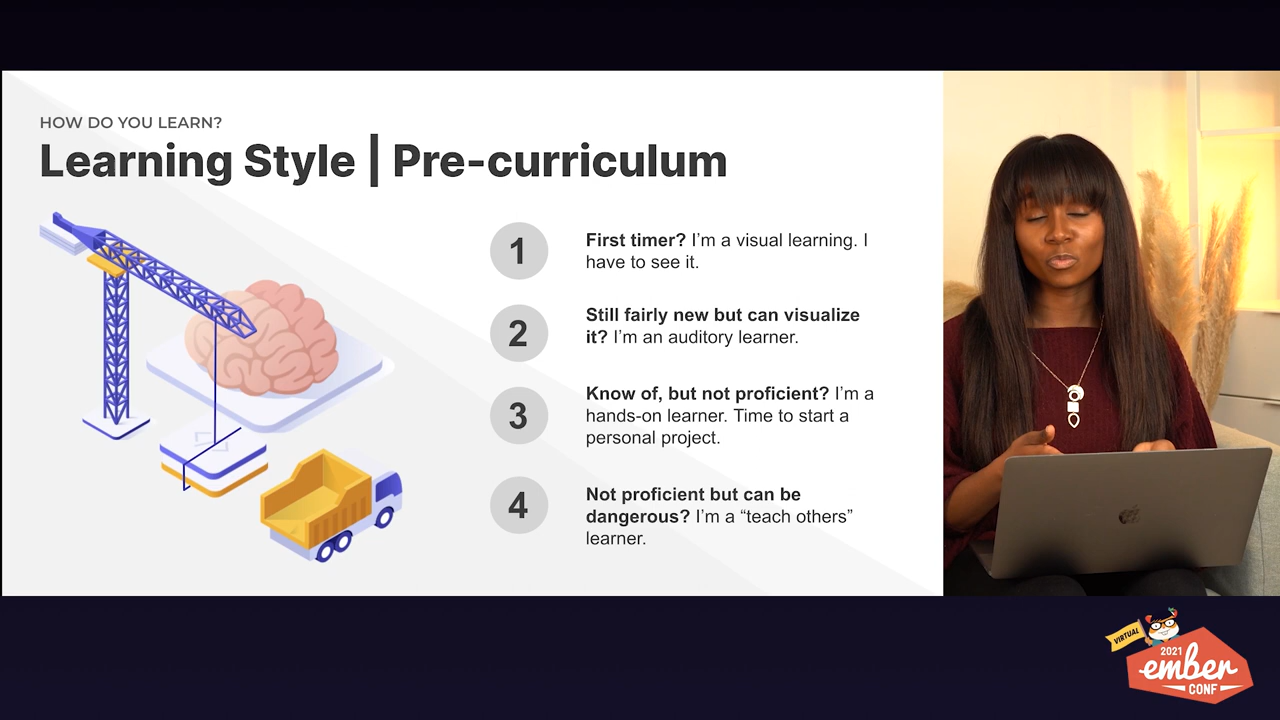 HOW DO YOU LEARN?
Learning Style | Pre-curriculum
1
First timer? I'm a visual learning. I
have to see it.
2
Still fairly new but can visualize
it? I'm an auditory learner.
3
Know of, but not proficient? I'm a
hands-on learner. Time to start a
personal project.
4
Not proficient but can be
dangerous? I'm a “teach others”
learner.
VIRTUAL
2021
ember
CONF